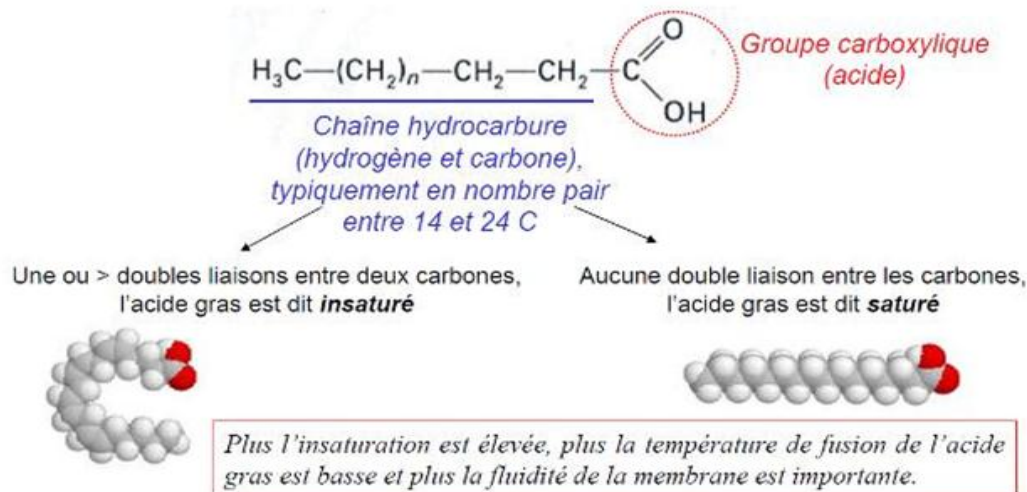 H₃C—(CH₂)ₙ—CH₂—CH₂—C
O
OH
Groupe carboxylique
(acide)
Chaîne hydrocarbure
(hydrogène et carbone),
typiquement en nombre pair
entre 14 et 24 C
Une ou > doubles liaisons entre deux carbones,
l'acide gras est dit insaturé
Aucune double liaison entre les carbones,
l'acide gras est dit saturé
Plus l'insaturation est élevée, plus la température de fusion de l'acide
gras est basse et plus la fluidité de la membrane est importante.